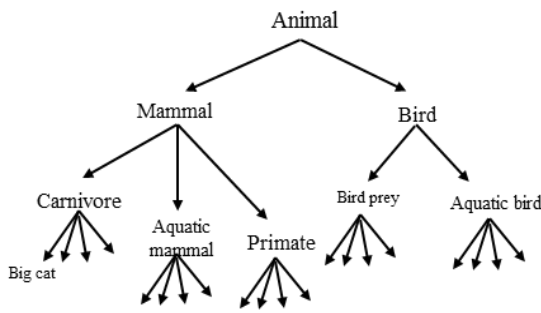 Animal
Mammal
Bird
Carnivore
Aquatic
mammal
Primate
Bird prey
Aquatic bird
Big cat